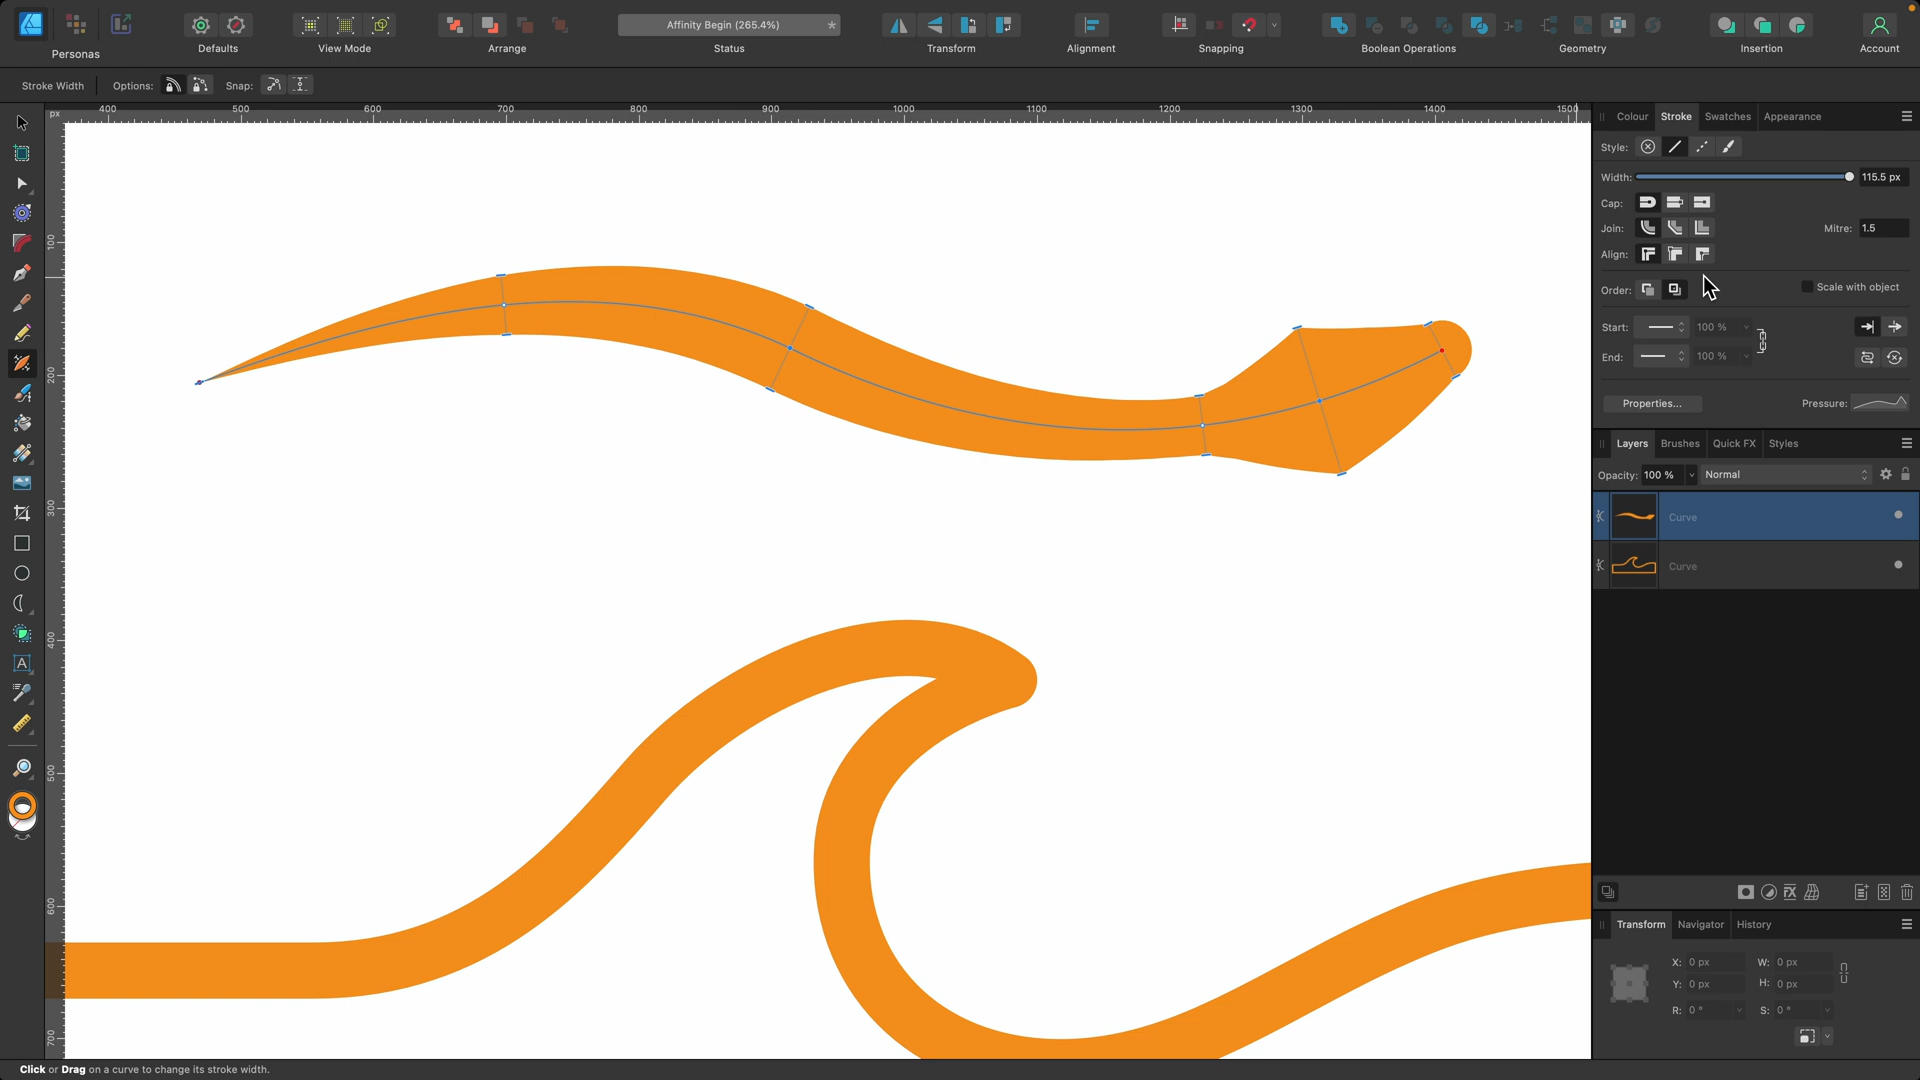 Affinity Begin (265.4%) *
Personas Defaults View Mode Arrange Status Transform Alignment Snapping Boolean Operations Geometry Insertion Account
Stroke Width Options: Snap:
px 400 500 600 700 800 900 1000 1100 1200 1300 1400 1500
100
200
300
400
500
600
700
A
Colour Stroke Swatches Appearance
Style:
Width: 115.5 px
Cap:
Join: Mitre: 1.5
Align:
Order: Scale with object
Start: 100 %
End: 100 %
Properties... Pressure:
Layers Brushes Quick FX Styles
Opacity: 100 % Normal
Curve
Curve
Transform Navigator History
X: 0 px W: 0 px
Y: 0 px H: 0 px
R: 0 ° S: 0 °
Click or Drag on a curve to change its stroke width.